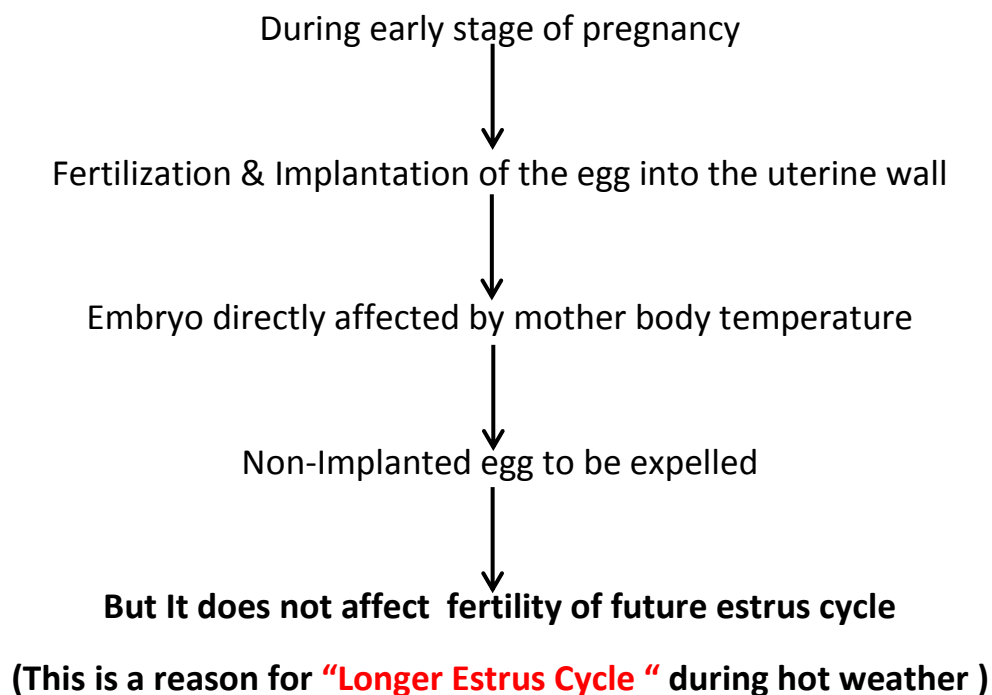 During early stage of pregnancy
Fertilization & Implantation of the egg into the uterine wall
Embryo directly affected by mother body temperature
Non-Implanted egg to be expelled
But It does not affect  fertility of future estrus cycle
(This is a reason for “Longer Estrus Cycle “ during hot weather )